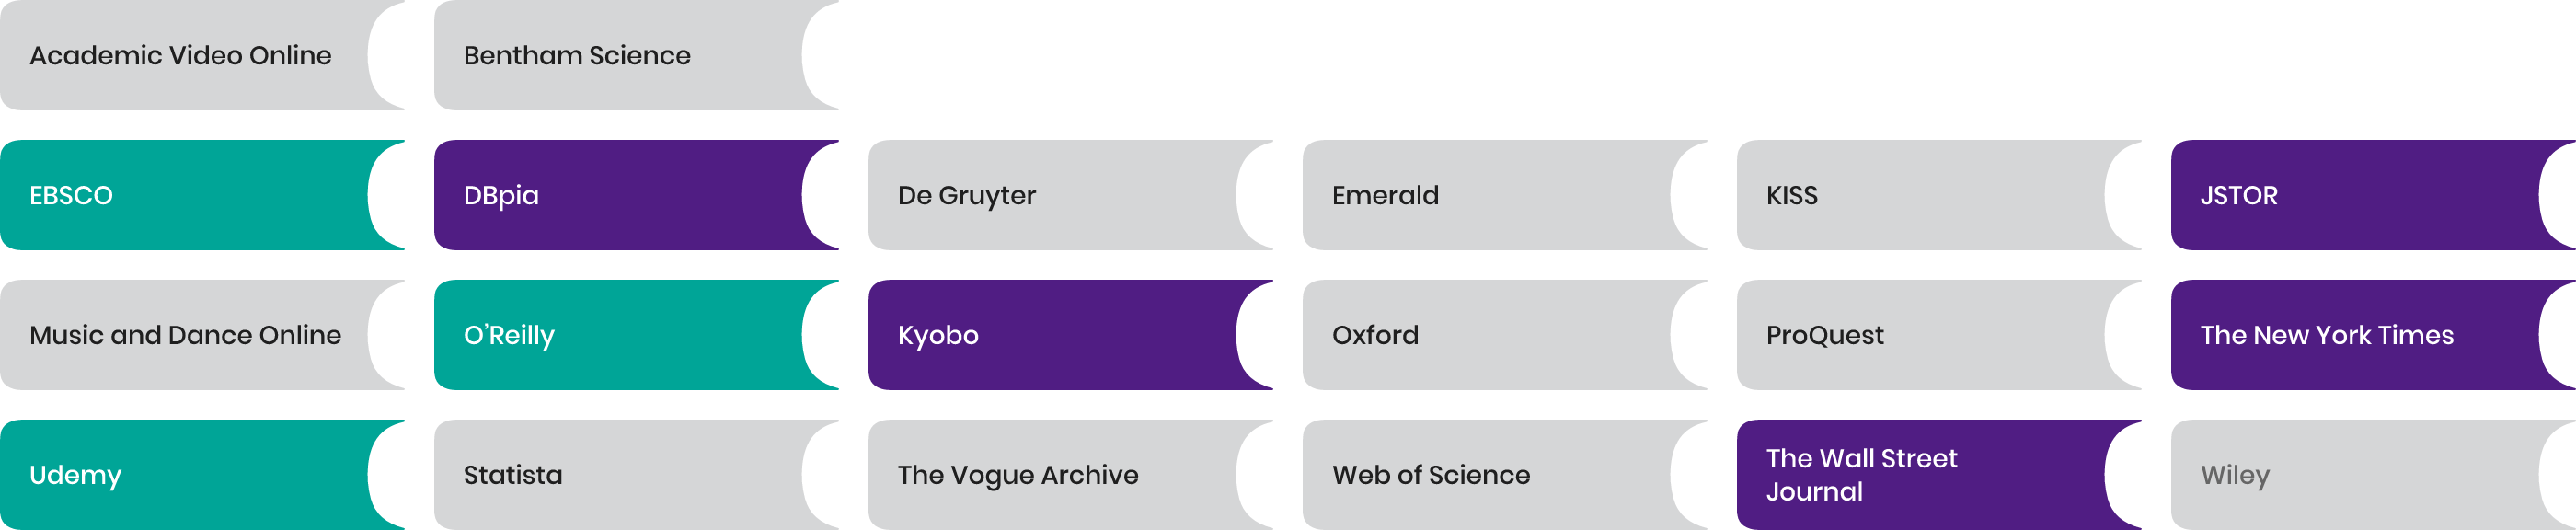 Academic Video Online
Bentham Science
EBSCO
DBpia
De Gruyter
Emerald
KISS
JSTOR
Music and Dance Online
O’Reilly
Kyobo
Oxford
ProQuest
The New York Times
Udemy
Statista
The Vogue Archive
Web of Science
The Wall Street
Journal
Wiley